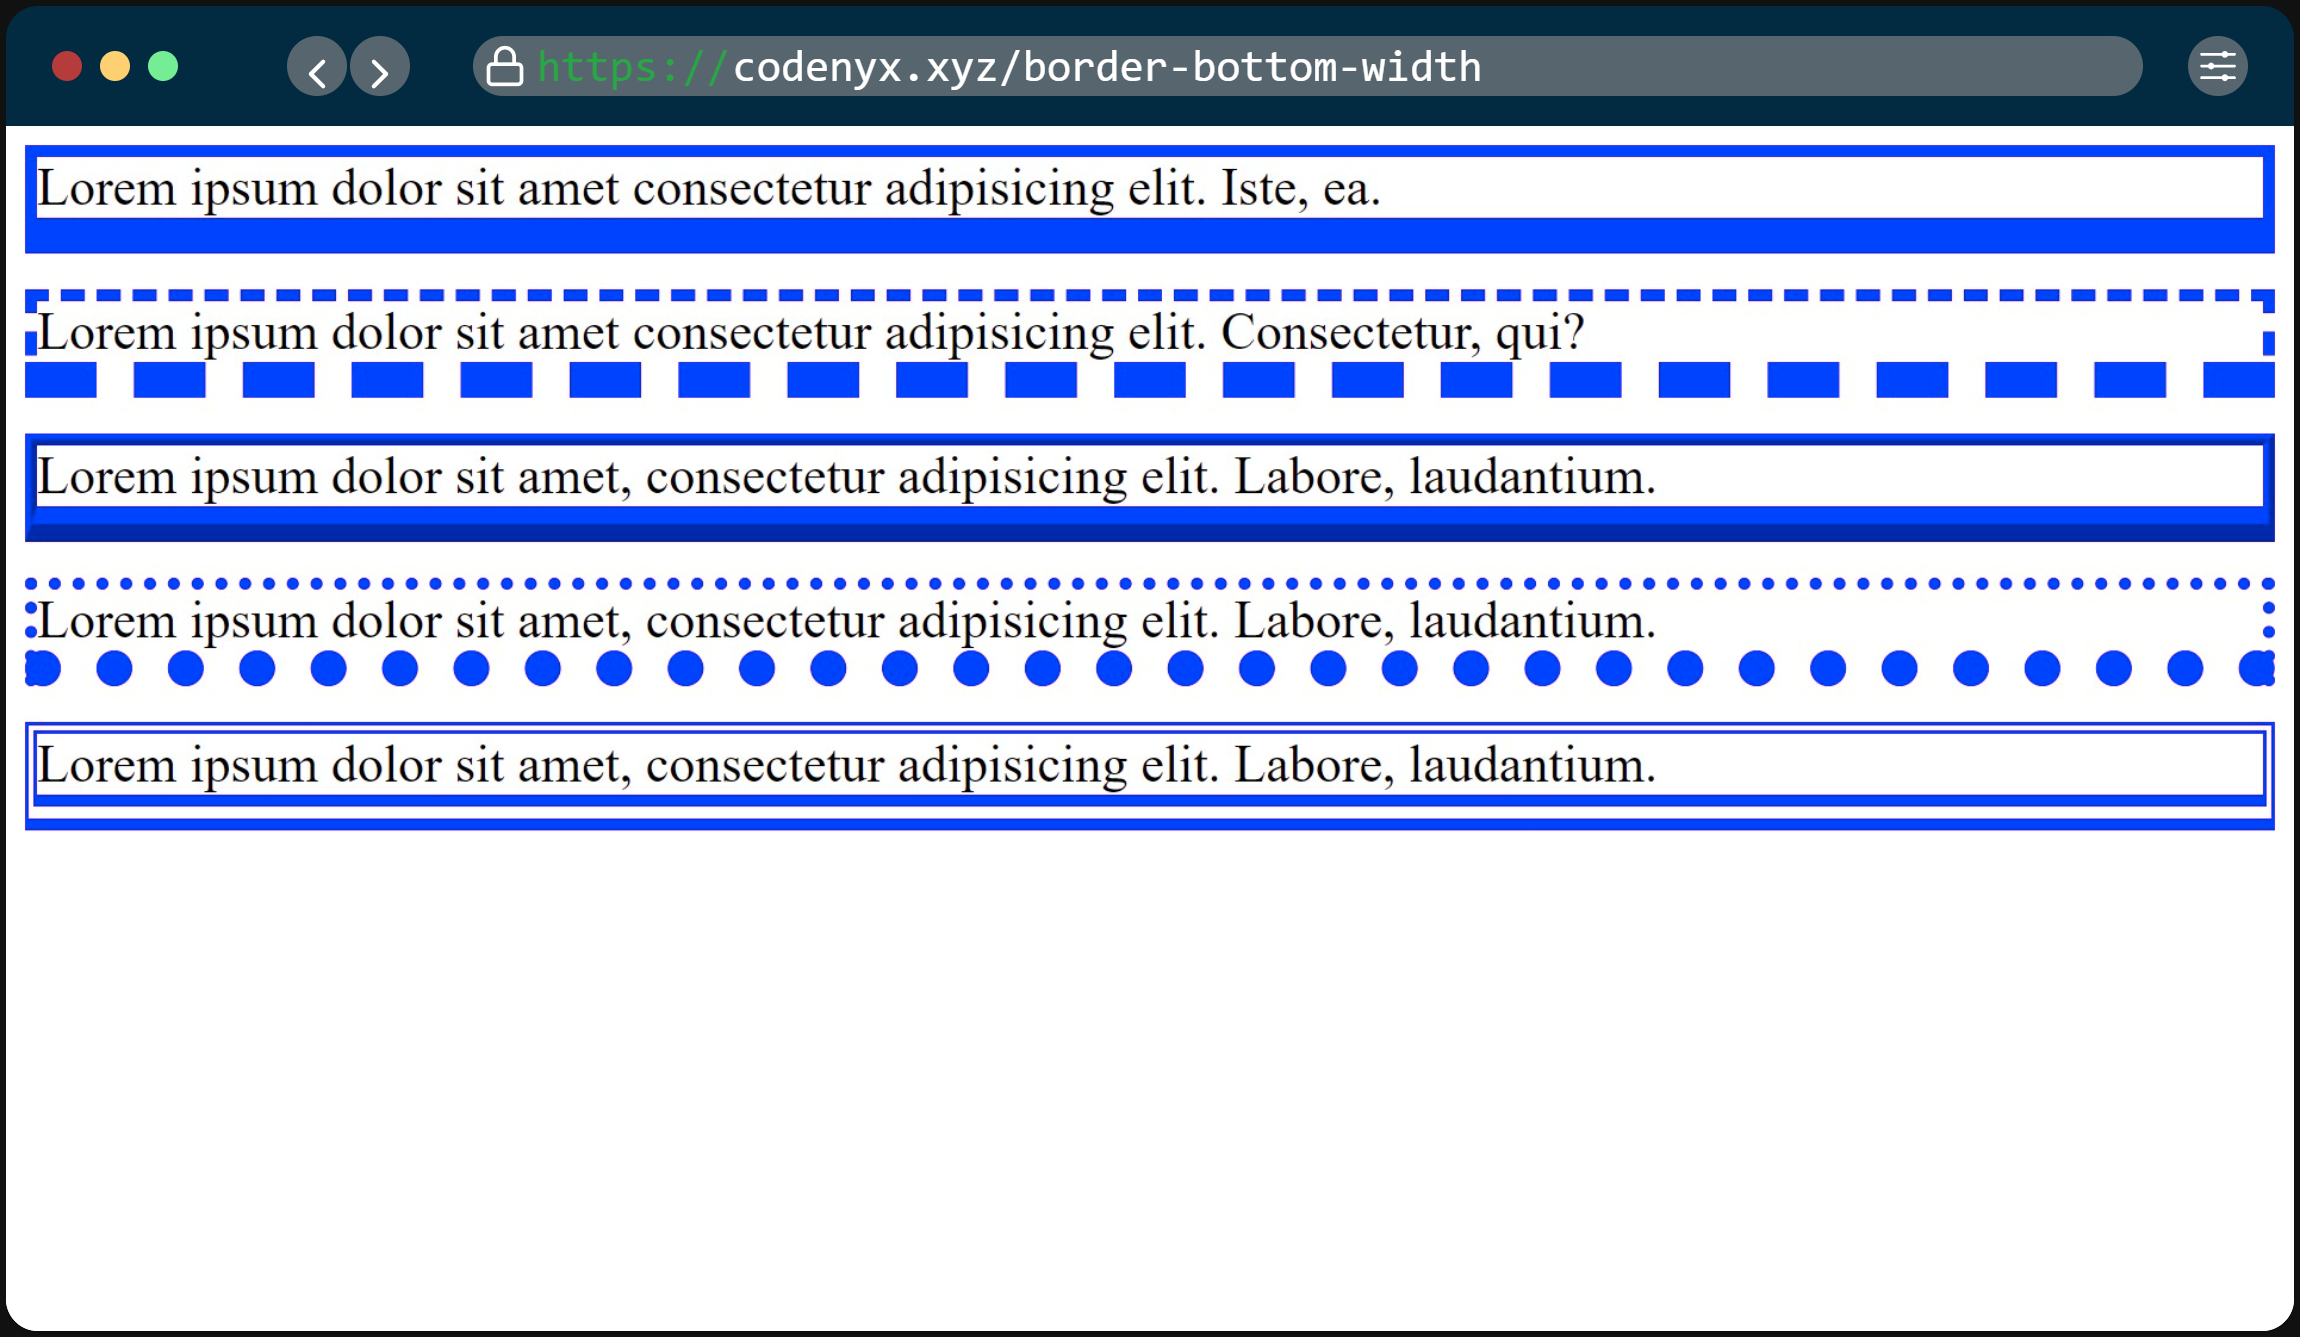 https://codenyx.xyz/border-bottom-width
Lorem ipsum dolor sit amet consectetur adipisicing elit. Iste, ea.
Lorem ipsum dolor sit amet consectetur adipisicing elit. Consectetur, qui?
Lorem ipsum dolor sit amet, consectetur adipisicing elit. Labore, laudantium.
Lorem ipsum dolor sit amet, consectetur adipisicing elit. Labore, laudantium.
Lorem ipsum dolor sit amet, consectetur adipisicing elit. Labore, laudantium.